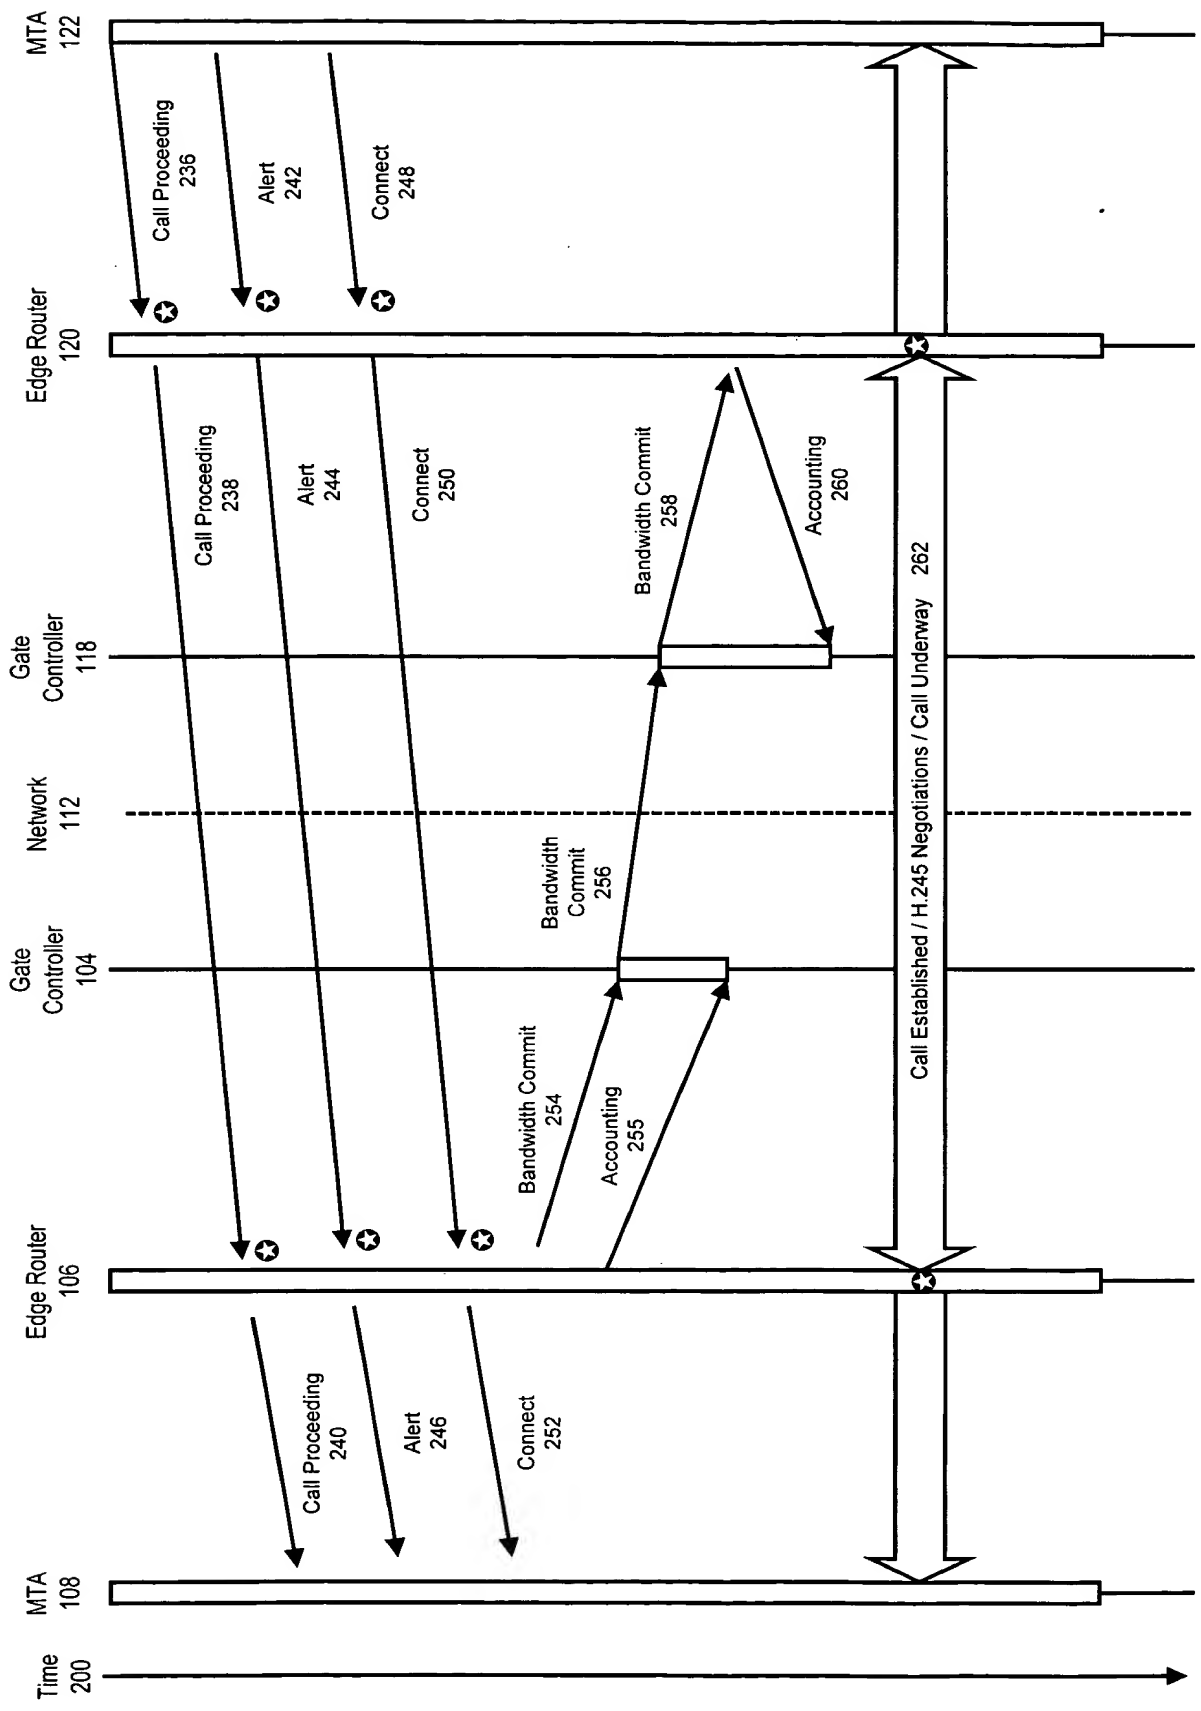 Time
200
MTA
108
Edge Router
106
Gate
Controller
104
Network
112
Gate
Controller
118
Edge Router
120
MTA
122
Call Proceeding
236
Call Proceeding
238
Call Proceeding
240
Alert
242
Alert
244
Alert
246
Connect
248
Connect
250
Connect
252
Bandwidth Commit
254
Accounting
255
Bandwidth
Commit
256
Bandwidth Commit
258
Accounting
260
Call Established / H.245 Negotiations / Call Underway 262